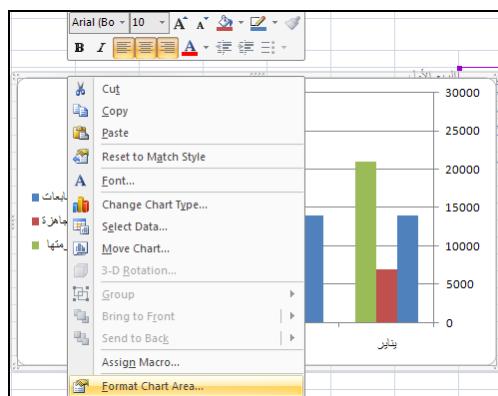 Arial (Bo
10
A A
B I A
الربع الأول
Cut
Copy
Paste
Reset to Match Style
Font...
Change Chart Type...
Select Data...
Move Chart...
3-D Rotation...
Group
Bring to Front
Send to Back
Assign Macro...
Format Chart Area...
30000
25000
20000
15000
10000
5000
0
يناير